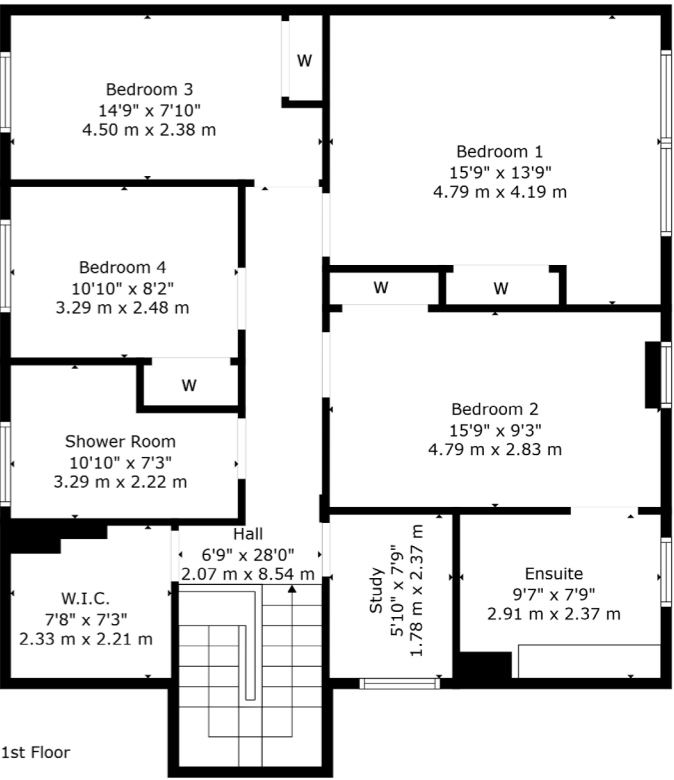 W
Bedroom 3
14'9" x 7'10"
4.50 m x 2.38 m
Bedroom 1
15'9" x 13'9"
4.79 m x 4.19 m
Bedroom 4
10'10" x 8'2"
3.29 m x 2.48 m
W
W
W
Bedroom 2
15'9" x 9'3"
4.79 m x 2.83 m
Shower Room
10'10" x 7'3"
3.29 m x 2.22 m
Hall
6'9" x 28'0"
2.07 m x 8.54 m
Study
5'10" x 7'9"
1.78 m x 2.37 m
Ensuite
9'7" x 7'9"
2.91 m x 2.37 m
W.I.C.
7'8" x 7'3"
2.33 m x 2.21 m
1st Floor